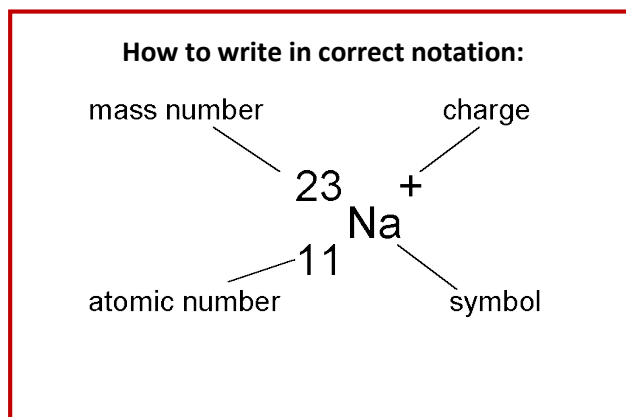 How to write in correct notation:
mass number
charge
23
+
Na
11
atomic number
symbol